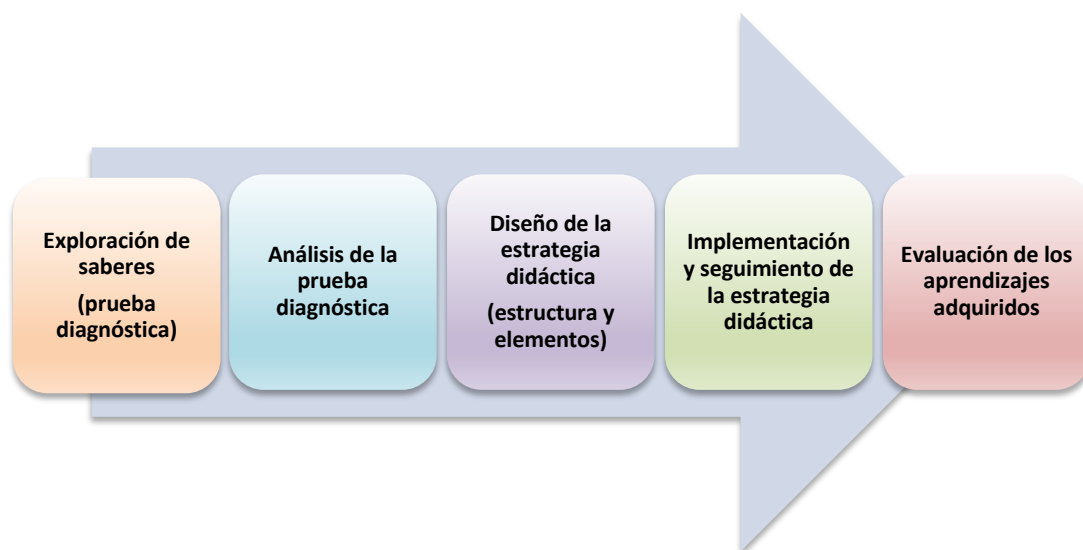 Exploración de
saberes
(prueba
diagnóstica)
Análisis de la
prueba
diagnóstica
Diseño de la
estrategia
didáctica
(estructura y
elementos)
Implementación
y seguimiento de
la estrategia
didáctica
Evaluación de los
aprendizajes
adquiridos